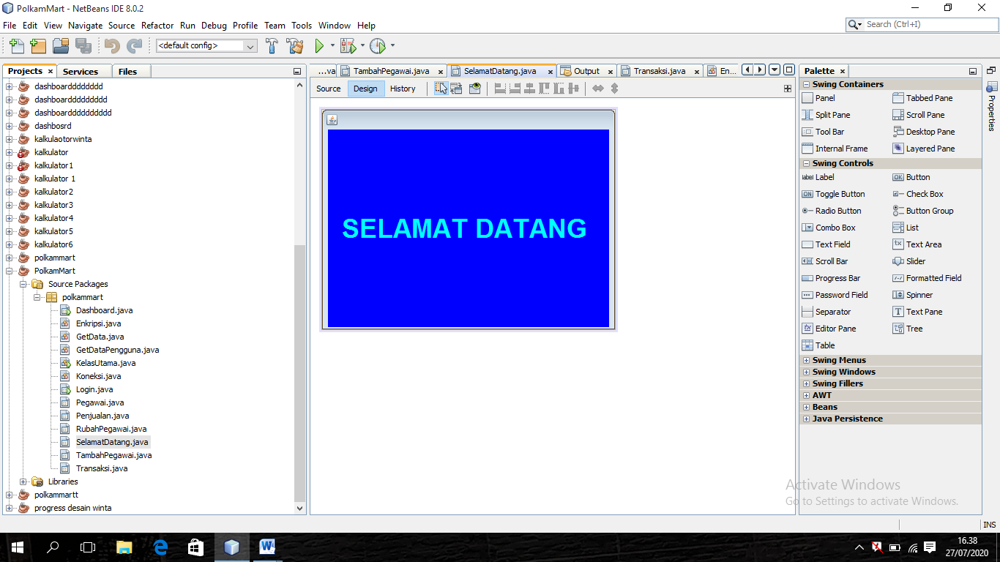 PolkamMart - NetBeans IDE 8.0.2
File Edit View Navigate Source Refactor Run Debug Profile Team Tools Window Help
Search (Ctrl+I)
<default config>
Projects Services Files
dashboarddddddddd
dashboardddddddddd
dashboarddddddddddd
dashbosrd
kalkulaotorwinta
kalkulator
kalkulator1
kalkulator 1
kalkulator2
kalkulator3
kalkulator4
kalkulator5
kalkulator6
polkammart
PolkamMart
Source Packages
polkammart
Dashboard.java
Enkripsi.java
GetData.java
GetDataPengguna.java
KelasUtama.java
Koneksi.java
Login.java
Pegawai.java
Penjualan.java
RubahPegawai.java
SelamatDatang.java
TambahPegawai.java
Transaksi.java
Libraries
polkammartt
progress desain winta
...va TambahPegawai.java SelamatDatang.java Output Transaksi.java En...
Source Design History
SELAMAT DATANG
Palette
Swing Containers
Panel Tabbed Pane
Split Pane Scroll Pane
Tool Bar Desktop Pane
Internal Frame Layered Pane
Swing Controls
label Label OK Button
ON Toggle Button Check Box
Radio Button Button Group
Combo Box List
Text Field Text Area
Scroll Bar Slider
Progress Bar Formatted Field
Password Field Spinner
Separator Text Pane
Editor Pane Tree
Table
Swing Menus
Swing Windows
Swing Fillers
AWT
Beans
Java Persistence
Properties
Activate Windows
Go to Settings to activate Windows.
INS
16.38
27/07/2020